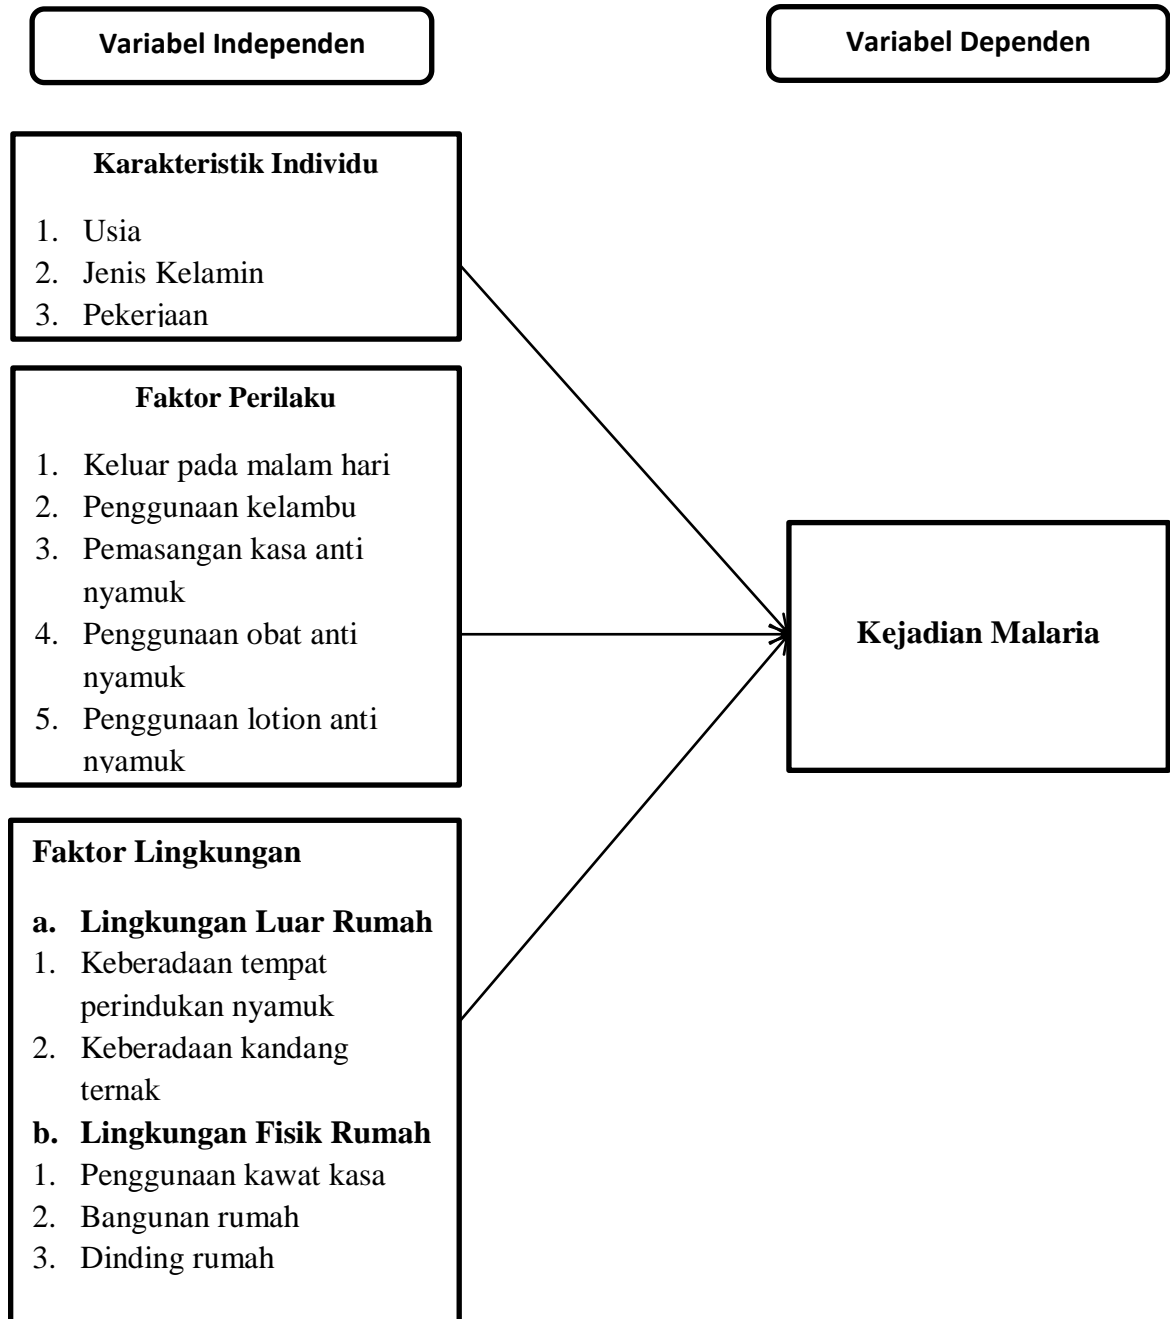 Variabel Independen
Variabel Dependen
Karakteristik Individu
1. Usia
2. Jenis Kelamin
3. Pekerjaan
Faktor Perilaku
1. Keluar pada malam hari
2. Penggunaan kelambu
3. Pemasangan kasa anti
nyamuk
4. Penggunaan obat anti
nyamuk
5. Penggunaan lotion anti
nyamuk
Kejadian Malaria
Faktor Lingkungan
a. Lingkungan Luar Rumah
1. Keberadaan tempat
perindukan nyamuk
2. Keberadaan kandang
ternak
b. Lingkungan Fisik Rumah
1. Penggunaan kawat kasa
2. Bangunan rumah
3. Dinding rumah